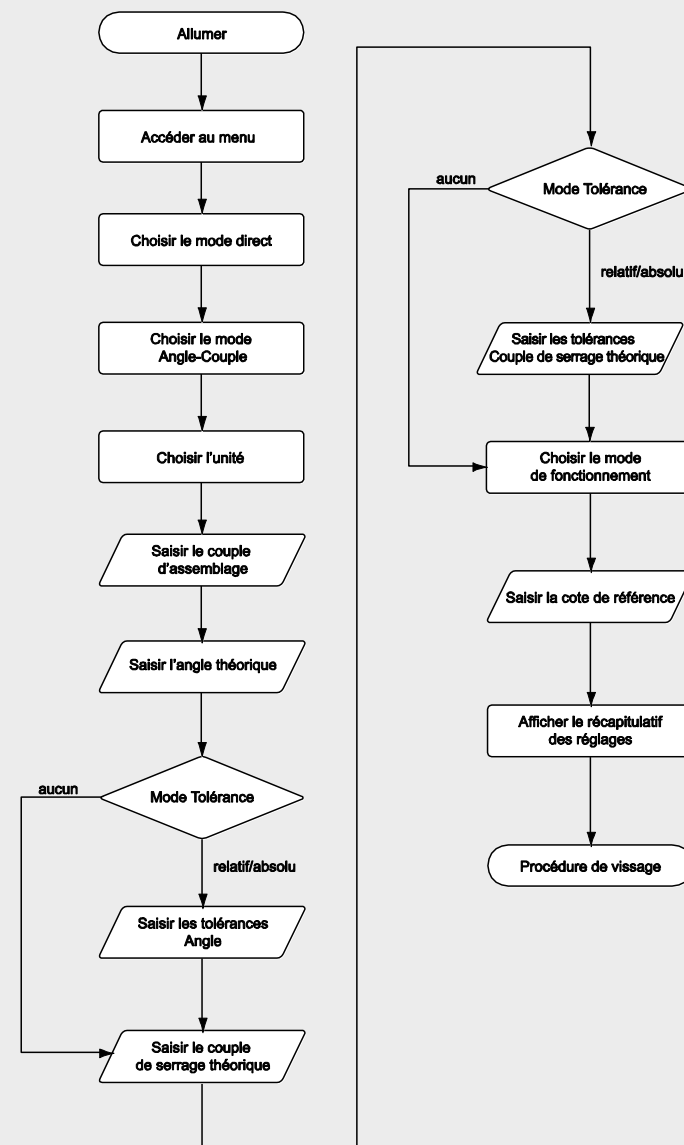 Allumer
Accéder au menu
Choisir le mode direct
Choisir le mode
Angle-Couple
Choisir l'unité
Saisir le couple
d'assemblage
Saisir l'angle théorique
Mode Tolérance
aucun
relatif/absolu
Saisir les tolérances
Angle
Saisir le couple
de serrage théorique
Mode Tolérance
aucun
relatif/absolu
Saisir les tolérances
Couple de serrage théorique
Choisir le mode
de fonctionnement
Saisir la cote de référence
Afficher le récapitulatif
des réglages
Procédure de vissage